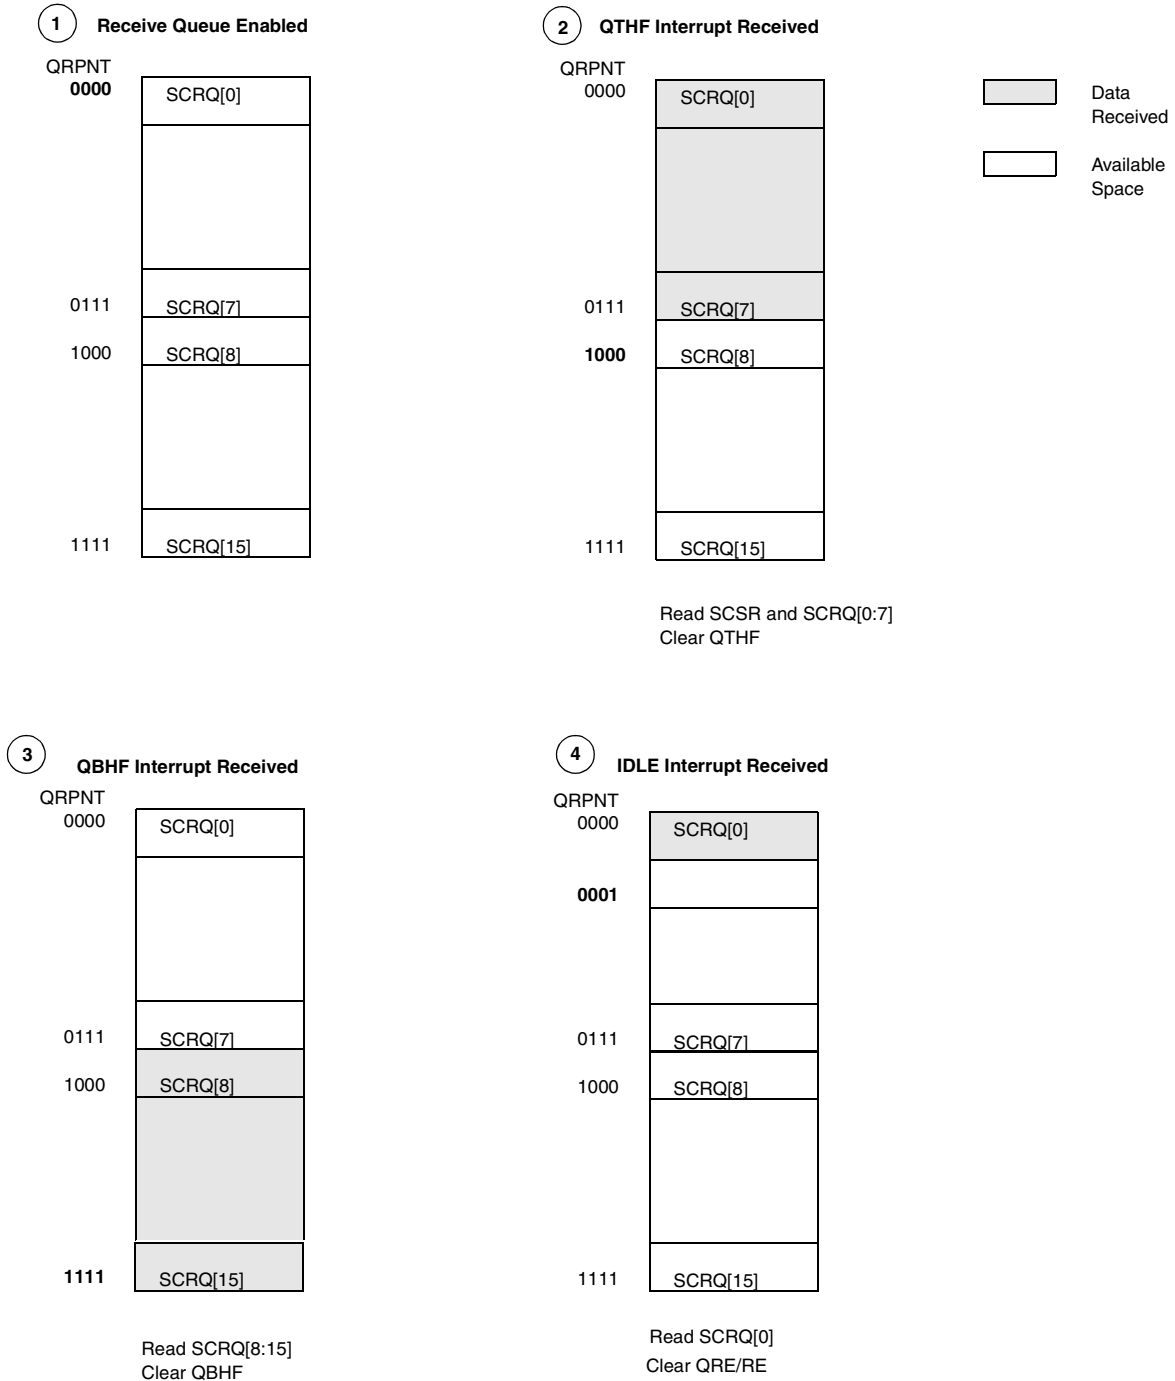 1 Receive Queue Enabled
QRPNT
0000 SCRQ[0]
0111 SCRQ[7]
1000 SCRQ[8]
1111 SCRQ[15]
2 QTHF Interrupt Received
QRPNT
0000 SCRQ[0]
0111 SCRQ[7]
1000 SCRQ[8]
1111 SCRQ[15]
Read SCSR and SCRQ[0:7]
Clear QTHF
Data
Received
Available
Space
3 QBHF Interrupt Received
QRPNT
0000 SCRQ[0]
0111 SCRQ[7]
1000 SCRQ[8]
1111 SCRQ[15]
Read SCRQ[8:15]
Clear QBHF
4 IDLE Interrupt Received
QRPNT
0000 SCRQ[0]
0001
0111 SCRQ[7]
1000 SCRQ[8]
1111 SCRQ[15]
Read SCRQ[0]
Clear QRE/RE